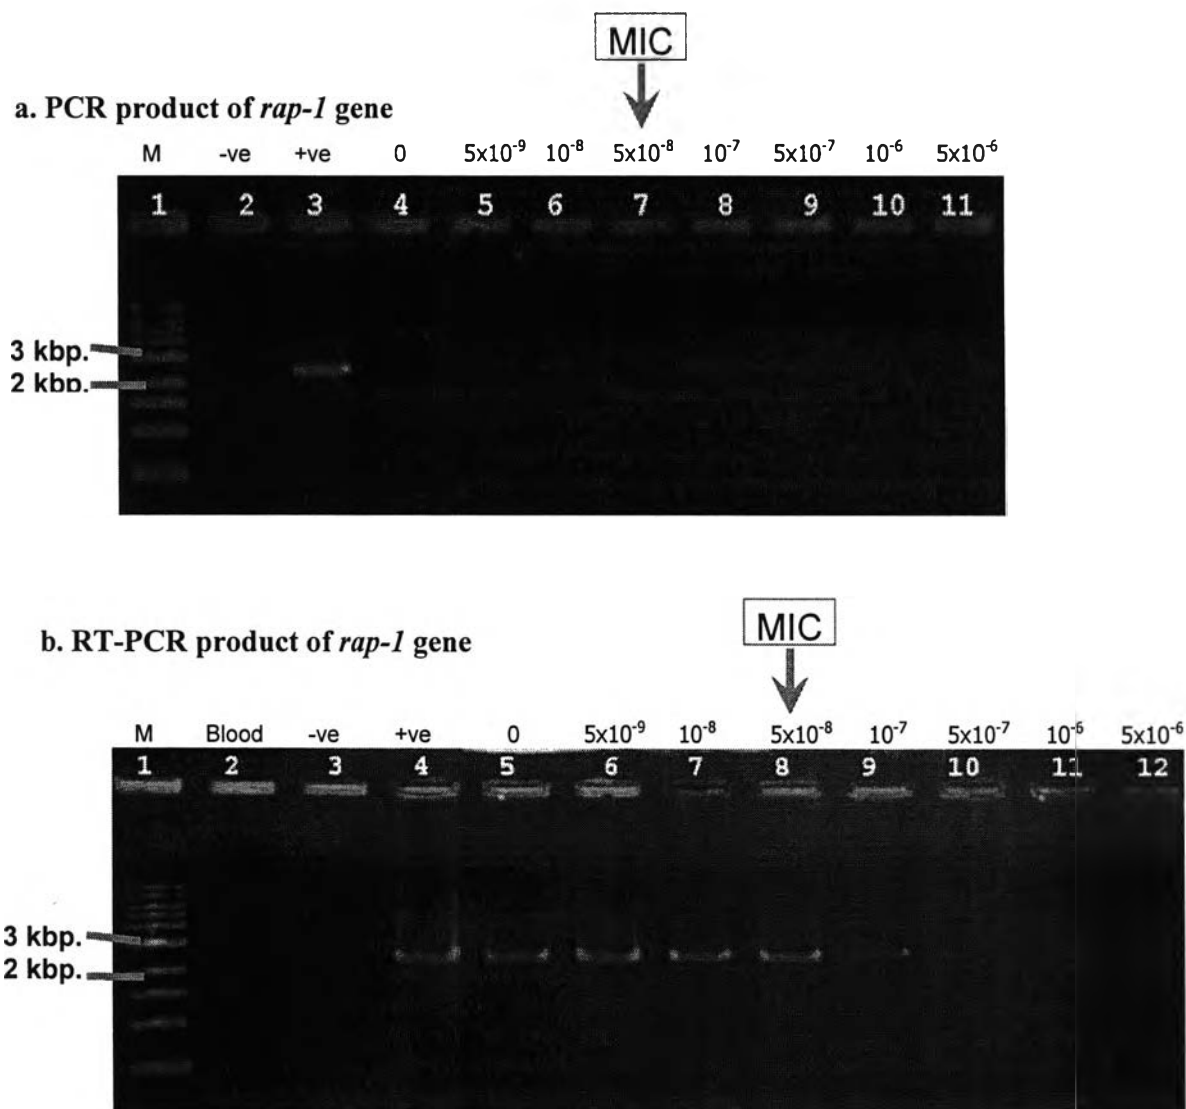 MIC
a. PCR product of rap-1 gene
M -ve +ve 0 5x10⁻⁹ 10⁻⁸ 5x10⁻⁸ 10⁻⁷ 5x10⁻⁷ 10⁻⁶ 5x10⁻⁶
1 2 3 4 5 6 7 8 9 10 11
3 kbp.
2 kbp.
MIC
b. RT-PCR product of rap-1 gene
M Blood -ve +ve 0 5x10⁻⁹ 10⁻⁸ 5x10⁻⁸ 10⁻⁷ 5x10⁻⁷ 10⁻⁶ 5x10⁻⁶
1 2 3 4 5 6 7 8 9 10 11 12
3 kbp.
2 kbp.